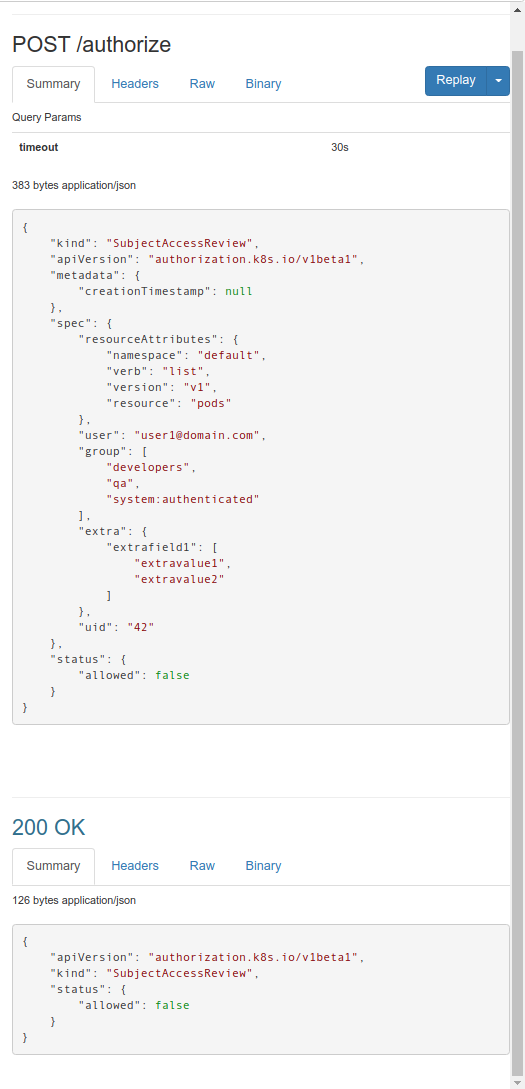 POST /authorize
Summary Headers Raw Binary Replay
Query Params
timeout 30s
383 bytes application/json
{
    "kind": "SubjectAccessReview",
    "apiVersion": "authorization.k8s.io/v1beta1",
    "metadata": {
        "creationTimestamp": null
    },
    "spec": {
        "resourceAttributes": {
            "namespace": "default",
            "verb": "list",
            "version": "v1",
            "resource": "pods"
        },
        "user": "user1@domain.com",
        "group": [
            "developers",
            "qa",
            "system:authenticated"
        ],
        "extra": {
            "extrafield1": [
                "extravalue1",
                "extravalue2"
            ]
        },
        "uid": "42"
    },
    "status": {
        "allowed": false
    }
}
200 OK
Summary Headers Raw Binary
126 bytes application/json
{
    "apiVersion": "authorization.k8s.io/v1beta1",
    "kind": "SubjectAccessReview",
    "status": {
        "allowed": false
    }
}